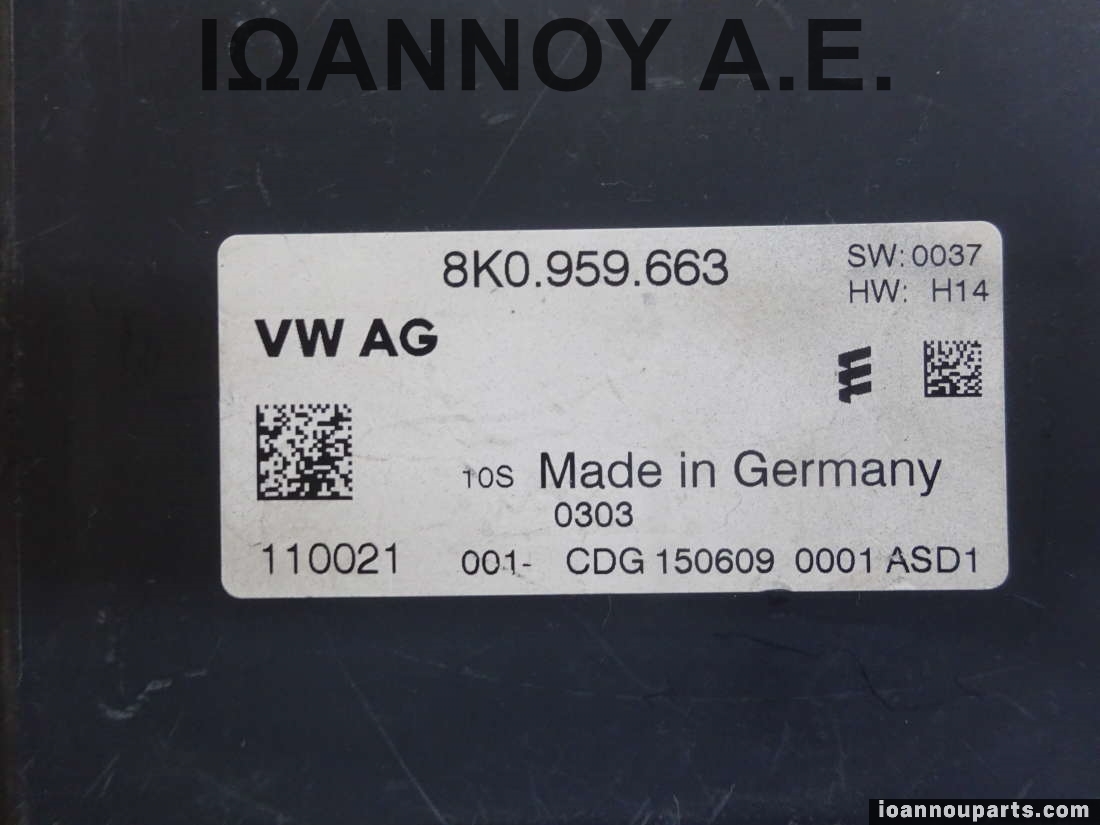 ΙΩΑΝΝΟΥ Α.Ε.
8K0.959.663
SW: 0037
HW: H14
VW AG
10S Made in Germany
0303
110021 001- CDG 150609 0001 ASD1
ioannouparts.com